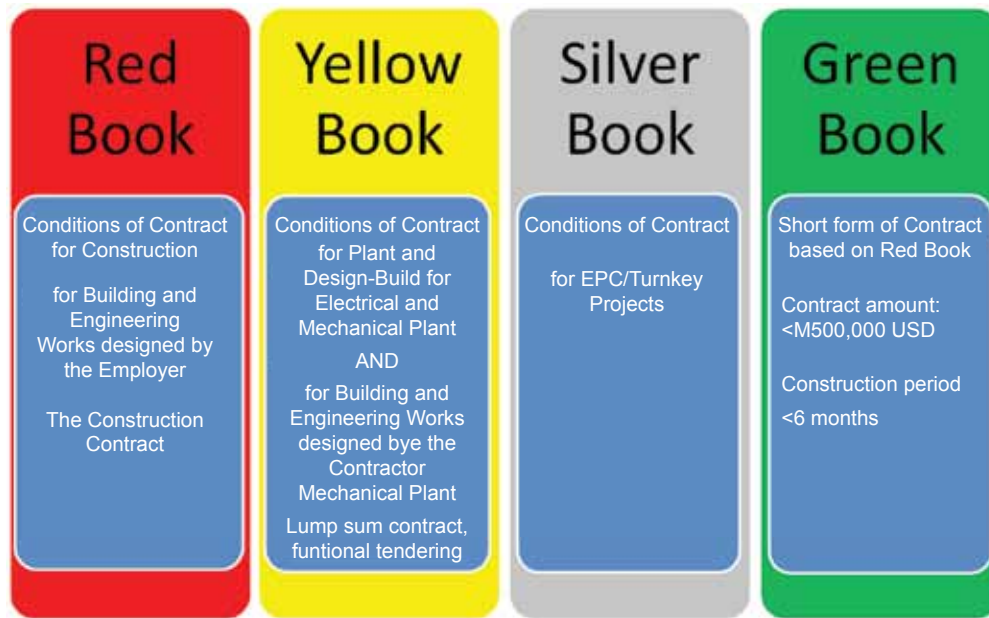 Red
Book
Conditions of Contract
for Construction
for Building and
Engineering
Works designed by
the Employer
The Construction
Contract
Yellow
Book
Conditions of Contract
for Plant and
Design-Build for
Electrical and
Mechanical Plant
AND
for Building and
Engineering Works
designed bye the
Contractor
Mechanical Plant
Lump sum contract,
funtional tendering
Silver
Book
Conditions of Contract
for EPC/Turnkey
Projects
Green
Book
Short form of Contract
based on Red Book
Contract amount:
<M500,000 USD
Construction period
<6 months